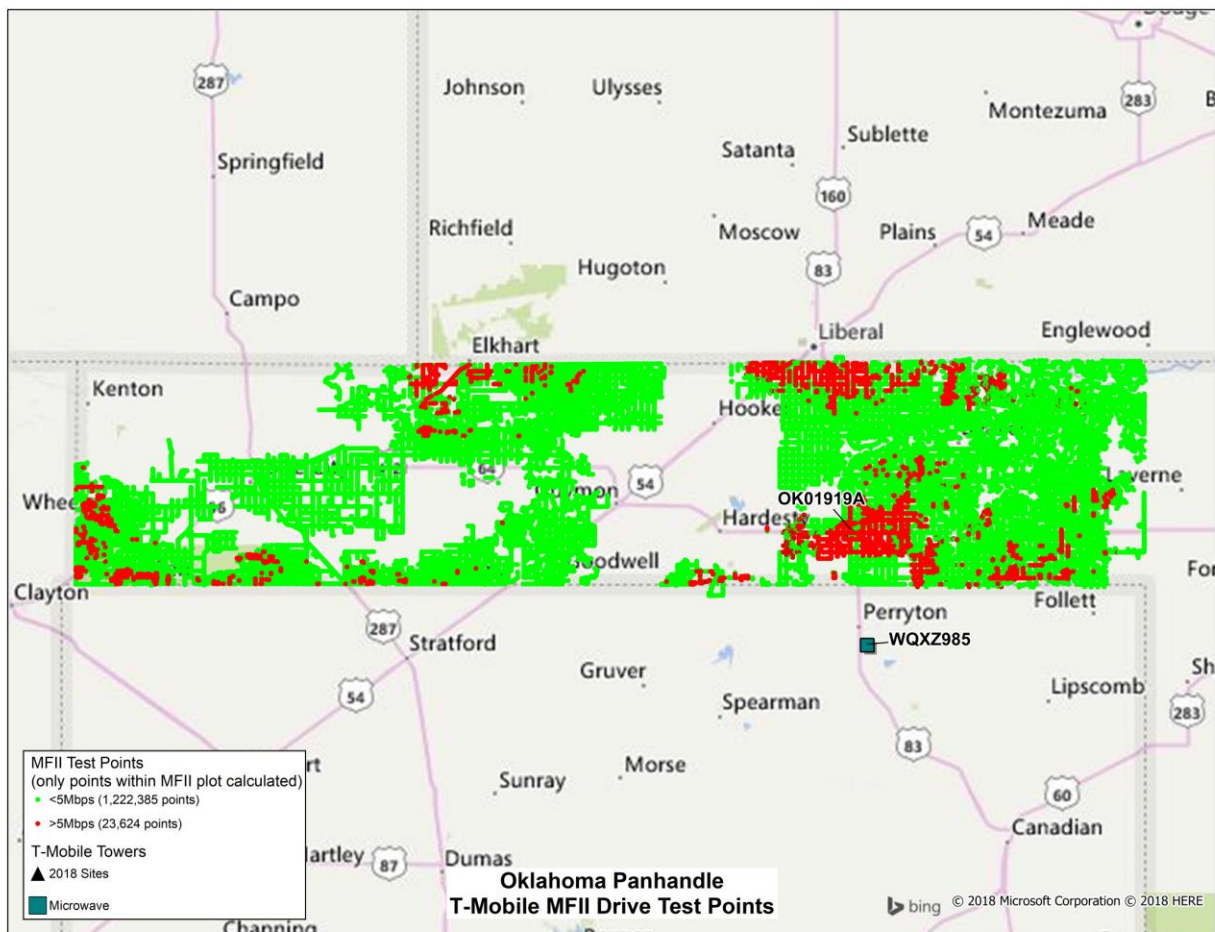 287
Johnson
Ulysses
Montezuma
283
Springfield
Satanta
Sublette
160
Richfield
Moscow
Plains
54
Meade
Hugoton
83
Campo
Liberal
Englewood
Elkhart
Kenton
Hooke
64
54
Laverne
OK01919A
Hardest
Clayton
Follett
Perryton
WQXZ985
287
Stratford
Gruver
Lipscomb
54
Spearman
283
83
Sunray
Morse
60
Canadian
87
Dumas
MFII Test Points
(only points within MFII plot calculated)
<5Mbps (1,222,385 points)
>5Mbps (23,624 points)
T-Mobile Towers
2018 Sites
Microwave
Oklahoma Panhandle
T-Mobile MFII Drive Test Points
bing © 2018 Microsoft Corporation © 2018 HERE